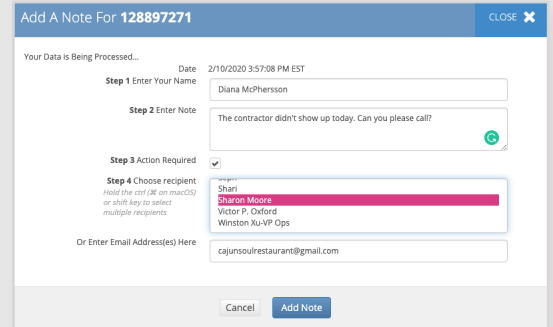 Add A Note For 128897271
CLOSE
Your Data is Being Processed...
Date 2/10/2020 3:57:08 PM EST
Step 1 Enter Your Name
Diana McPhersson
Step 2 Enter Note
The contractor didn't show up today. Can you please call?
Step 3 Action Required
Step 4 Choose recipient
Hold the ctrl (⌘ on macOS)
or shift key to select
multiple recipients
Shari
Sharon Moore
Victor P. Oxford
Winston Xu-VP Ops
Or Enter Email Address(es) Here
cajunsoulrestaurant@gmail.com
Cancel
Add Note